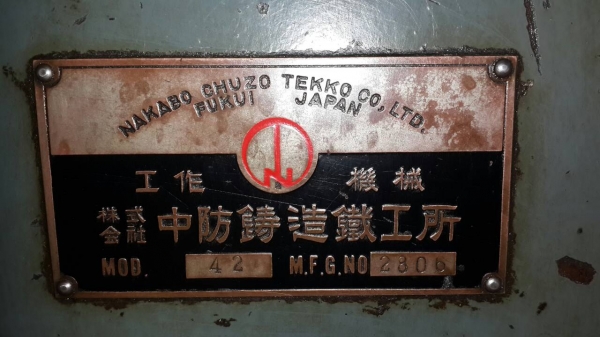 NAKABO CHUZO TEKKO CO., LTD.
FUKUI JAPAN
工作 機械
株式会社 中防鋳造鐵工所
MOD. 42 M.F.G.NO 2806